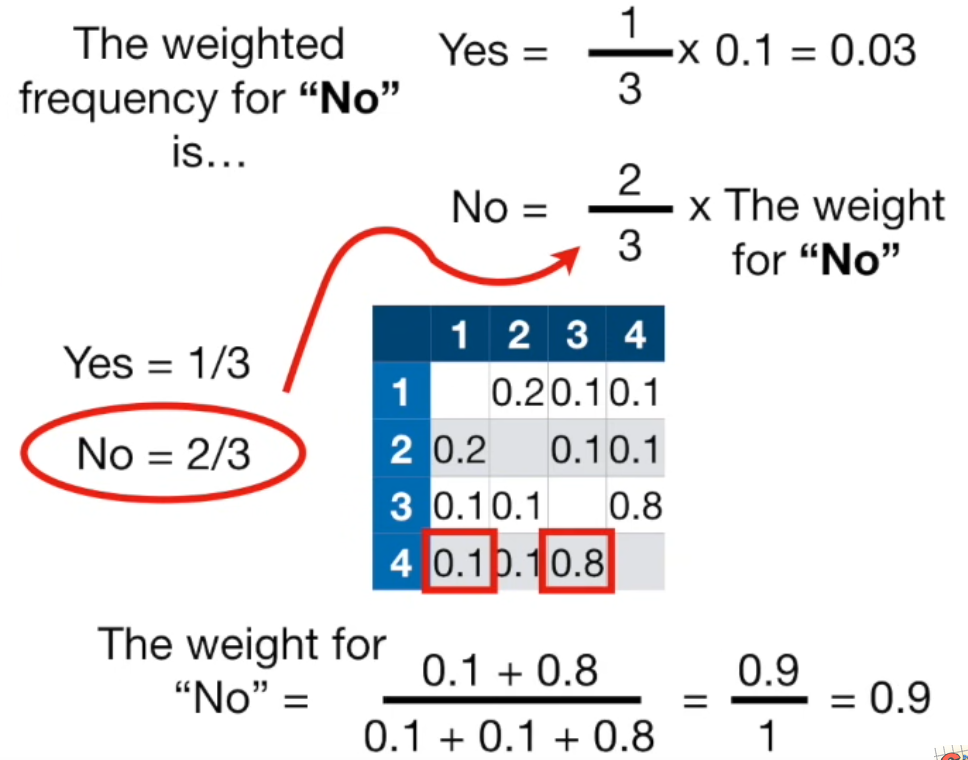 The weighted
frequency for “No”
is…
Yes = 1/3 x 0.1 = 0.03
No = 2/3 x The weight
for “No”
Yes = 1/3
No = 2/3
1 2 3 4
1 0.2 0.1 0.1
2 0.2 0.1 0.1
3 0.1 0.1 0.8
4 0.1 0.1 0.8
The weight for
“No” = 0.1 + 0.8 / 0.1 + 0.1 + 0.8 = 0.9 / 1 = 0.9